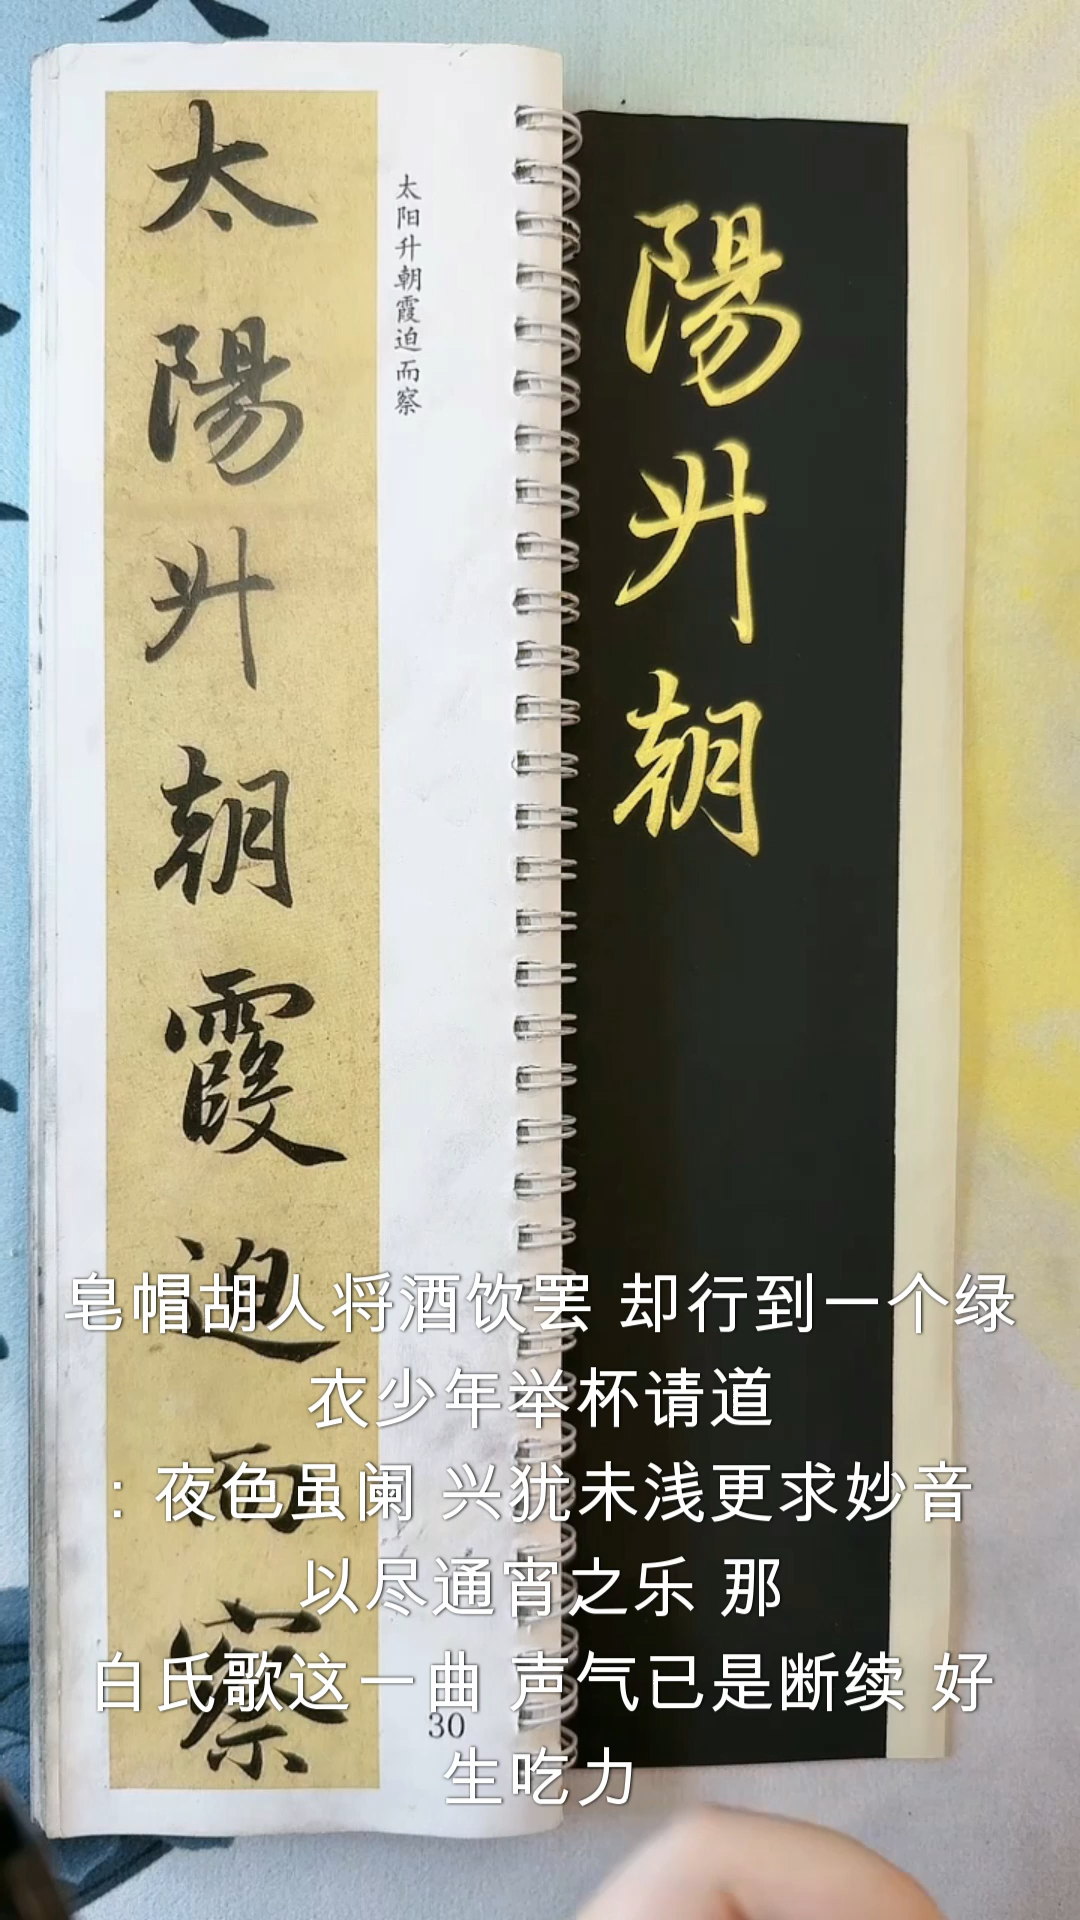 太陽升朝霞迫而察
太阳升朝霞迫而察
30
陽升朝
皂帽胡人将酒饮罢 却行到一个绿
衣少年举杯请道
：夜色虽阑 兴犹未浅更求妙音
以尽通宵之乐 那
白氏歌这一曲 声气已是断续 好
生吃力